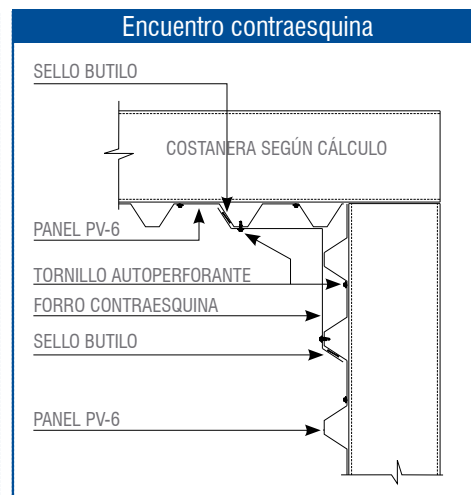 Encuentro contraesquina
SELLO BUTILO
COSTANERA SEGÚN CÁLCULO
PANEL PV-6
TORNILLO AUTOPERFORANTE
FORRO CONTRAESQUINA
SELLO BUTILO
PANEL PV-6